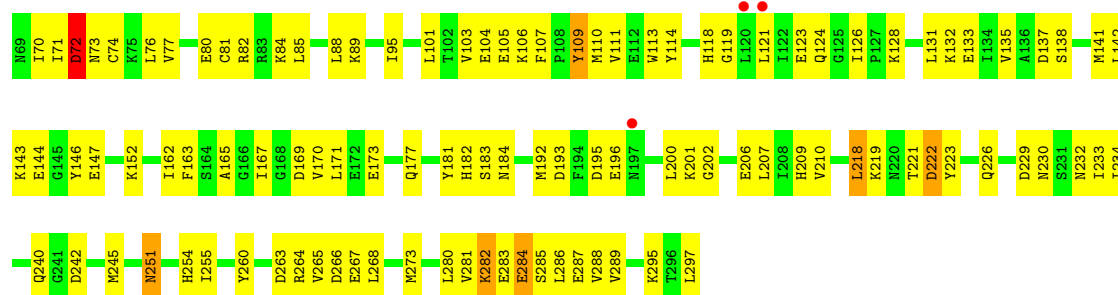 N69 I70 I71 D72 N73 C74 K75 L76 V77 E80 C81 R82 R83 K84 L85 L88 K89 I95 L101 T102 V103 E104 E105 K106 F107 P108 Y109 M110 V111 E112 W113 Y114 H118 G119 L120 L121 I122 E123 Q124 G125 I126 P127 K128 L131 K132 E133 I134 V135 A136 D137 S138 M141 L142
K143 E144 G145 Y146 E147 K152 I162 F163 S164 A165 G166 I167 G168 D169 V170 L171 E172 E173 Q177 Y181 H182 S183 N184 M192 D193 F194 D195 E196 N197 L200 K201 G202 E206 L207 I208 H209 V210 L218 K219 N220 T221 D222 Y223 Q226 D229 N230 S231 N232 I233
Q240 G241 D242 M245 N251 H254 I255 Y260 D263 R264 V265 D266 E267 L268 M273 L280 V281 K282 E283 E284 S285 L286 E287 V288 V289 K295 T296 L297